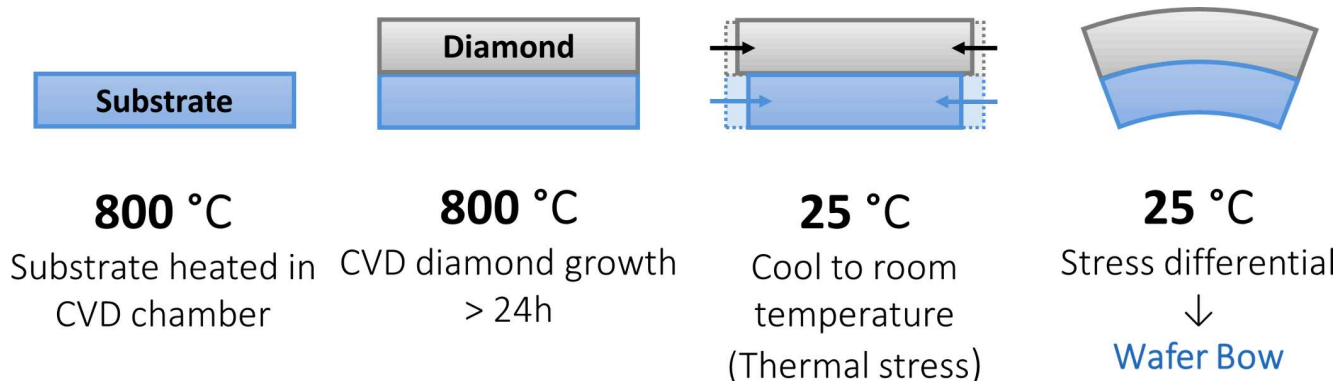 Substrate
Diamond
800 °C
Substrate heated in
CVD chamber
800 °C
CVD diamond growth
> 24h
25 °C
Cool to room
temperature
(Thermal stress)
25 °C
Stress differential
↓
Wafer Bow